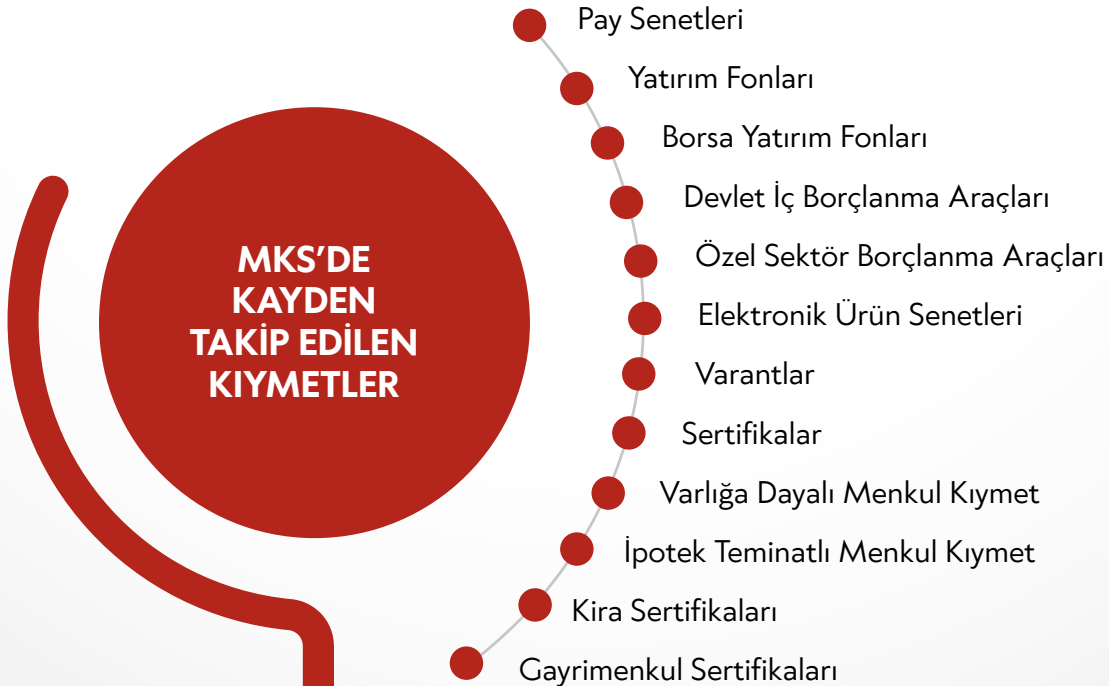 MKS’DE
KAYDEN
TAKİP EDİLEN
KIYMETLER
Pay Senetleri
Yatırım Fonları
Borsa Yatırım Fonları
Devlet İç Borçlanma Araçları
Özel Sektör Borçlanma Araçları
Elektronik Ürün Senetleri
Varantlar
Sertifikalar
Varlığa Dayalı Menkul Kıymet
İpotek Teminatlı Menkul Kıymet
Kira Sertifikaları
Gayrimenkul Sertifikaları